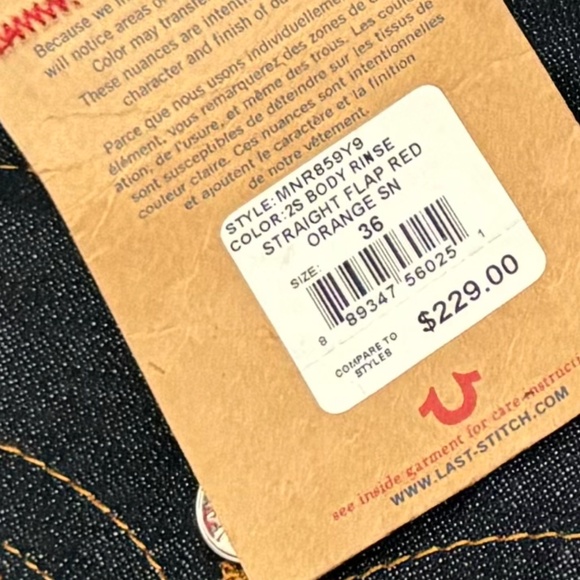 Because we
will notice areas
Color may transfer
These nuances are intenti
character and finish of ou
Parce que nous usons individuelleme
élément, vous remarquerez des zones de d
ation, de l'usure, et même des trous. Les coule
sont susceptibles de déteindre sur les tissus de
couleur claire. Ces nuances sont intentionnelles
et ajoutent le caractère et la finition
de notre vêtement.
STYLE:MNR859Y9
COLOR:2S BODY RINSE
STRAIGHT FLAP RED
ORANGE SN
SIZE: 36
8 89347 56025 1
COMPARE TO
STYLES
$229.00
see inside garment for care instructi
WWW.LAST-STITCH.COM